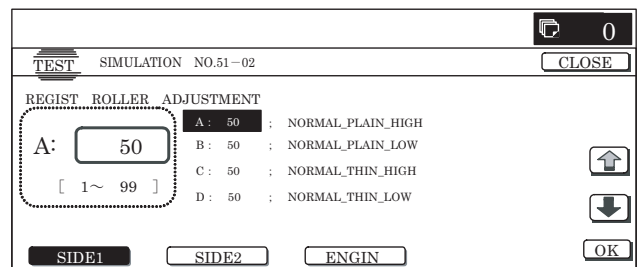 0
TEST SIMULATION NO.51－02 CLOSE
REGIST ROLLER ADJUSTMENT
A : 50 ; NORMAL_PLAIN_HIGH
A: 50
B : 50 ; NORMAL_PLAIN_LOW
C : 50 ; NORMAL_THIN_HIGH
[ 1～ 99 ]
D : 50 ; NORMAL_THIN_LOW
SIDE1 SIDE2 ENGIN OK